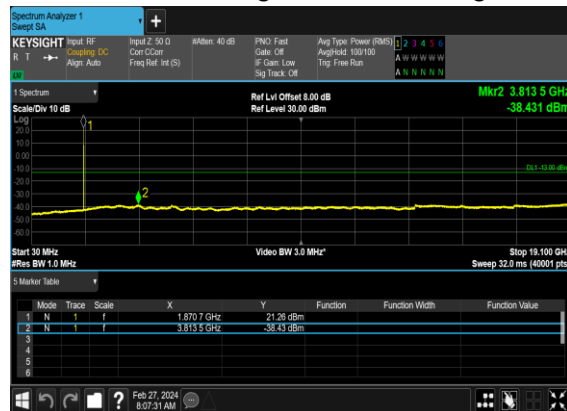 Spectrum Analyzer 1
Swept SA
+
KEYSIGHT Input: RF Input Z: 50 Ω #Atten: 40 dB PNO: Fast Avg Type: Power (RMS) 1 2 3 4 5 6
R T Coupling: DC Corr CCorr Gate: Off Avg|Hold: 100/100 A W W W W W
Align: Auto Freq Ref: Int (S) IF Gain: Low Trig: Free Run
LW Sig Track: Off A N N N N N
1 Spectrum Ref Lvl Offset 8.00 dB Mkr2 3.813 5 GHz
Scale/Div 10 dB Ref Level 30.00 dBm -38.431 dBm
Log
20.0
10.0
0.00
-10.0
DL1 -13.00 dBm
-20.0
-30.0
-40.0
-50.0
-60.0
1
2
Start 30 MHz Video BW 3.0 MHz* Stop 19.100 GHz
#Res BW 1.0 MHz Sweep 32.0 ms (40001 pts)
5 Marker Table
Mode Trace Scale X Y Function Function Width Function Value
1 N 1 f 1.870 7 GHz 21.26 dBm
2 N 1 f 3.813 5 GHz -38.43 dBm
3
4
5
6
? Feb 27, 2024
8:07:31 AM